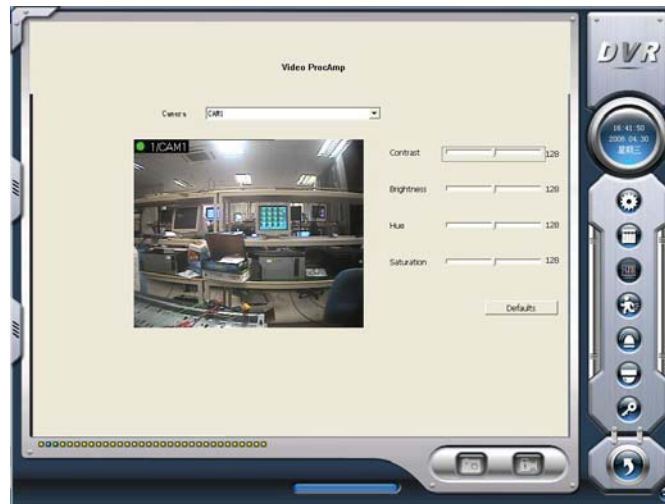 DVR
Video ProcAmp
Camera
CAM1
1/CAM1
Contrast 128
Brightness 128
Hue 128
Saturation 128
Defaults
16:41:50
2008.04.30
星期三